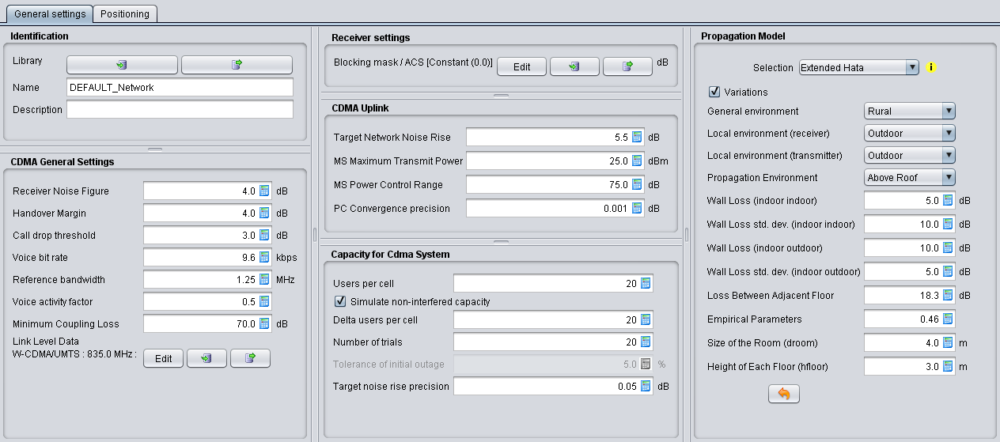 General settings Positioning
Identification
Library
Name DEFAULT_Network
Description
CDMA General Settings
Receiver Noise Figure 4.0 dB
Handover Margin 4.0 dB
Call drop threshold 3.0 dB
Voice bit rate 9.6 kbps
Reference bandwidth 1.25 MHz
Voice activity factor 0.5
Minimum Coupling Loss 70.0 dB
Link Level Data
W-CDMA/UMTS : 835.0 MHz : Edit
Receiver settings
Blocking mask / ACS [Constant (0.0)] Edit dB
CDMA Uplink
Target Network Noise Rise 5.5 dB
MS Maximum Transmit Power 25.0 dBm
MS Power Control Range 75.0 dB
PC Convergence precision 0.001 dB
Capacity for Cdma System
Users per cell 20
Simulate non-interfered capacity
Delta users per cell 20
Number of trials 20
Tolerance of initial outage 5.0 %
Target noise rise precision 0.05 dB
Propagation Model
Selection Extended Hata i
Variations
General environment Rural
Local environment (receiver) Outdoor
Local environment (transmitter) Outdoor
Propagation Environment Above Roof
Wall Loss (indoor indoor) 5.0 dB
Wall Loss std. dev. (indoor indoor) 10.0 dB
Wall Loss (indoor outdoor) 10.0 dB
Wall Loss std. dev. (indoor outdoor) 5.0 dB
Loss Between Adjacent Floor 18.3 dB
Empirical Parameters 0.46
Size of the Room (droom) 4.0 m
Height of Each Floor (hfloor) 3.0 m